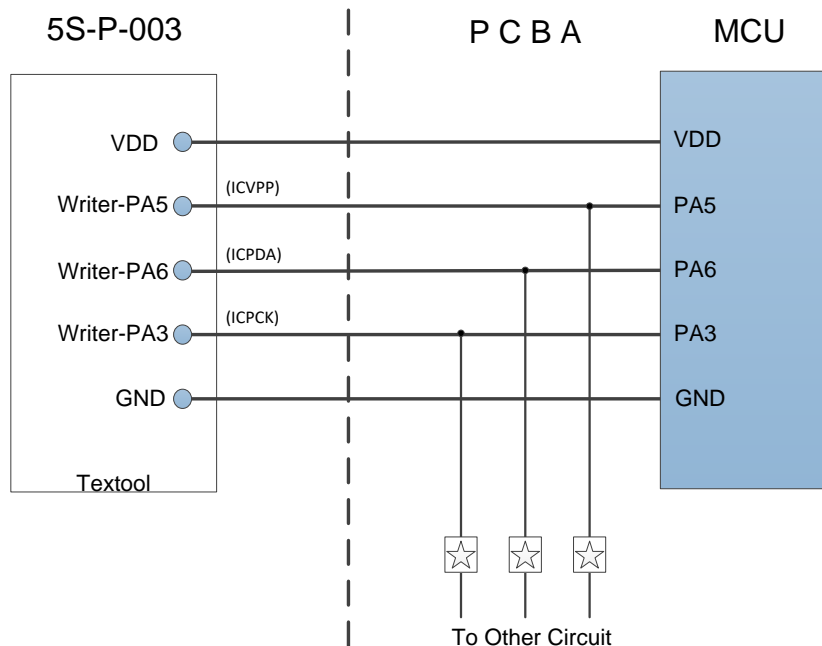 5S-P-003
P C B A
MCU
VDD
VDD
Writer-PA5
(ICVPP)
PA5
Writer-PA6
(ICPDA)
PA6
Writer-PA3
(ICPCK)
PA3
GND
GND
Textool
To Other Circuit